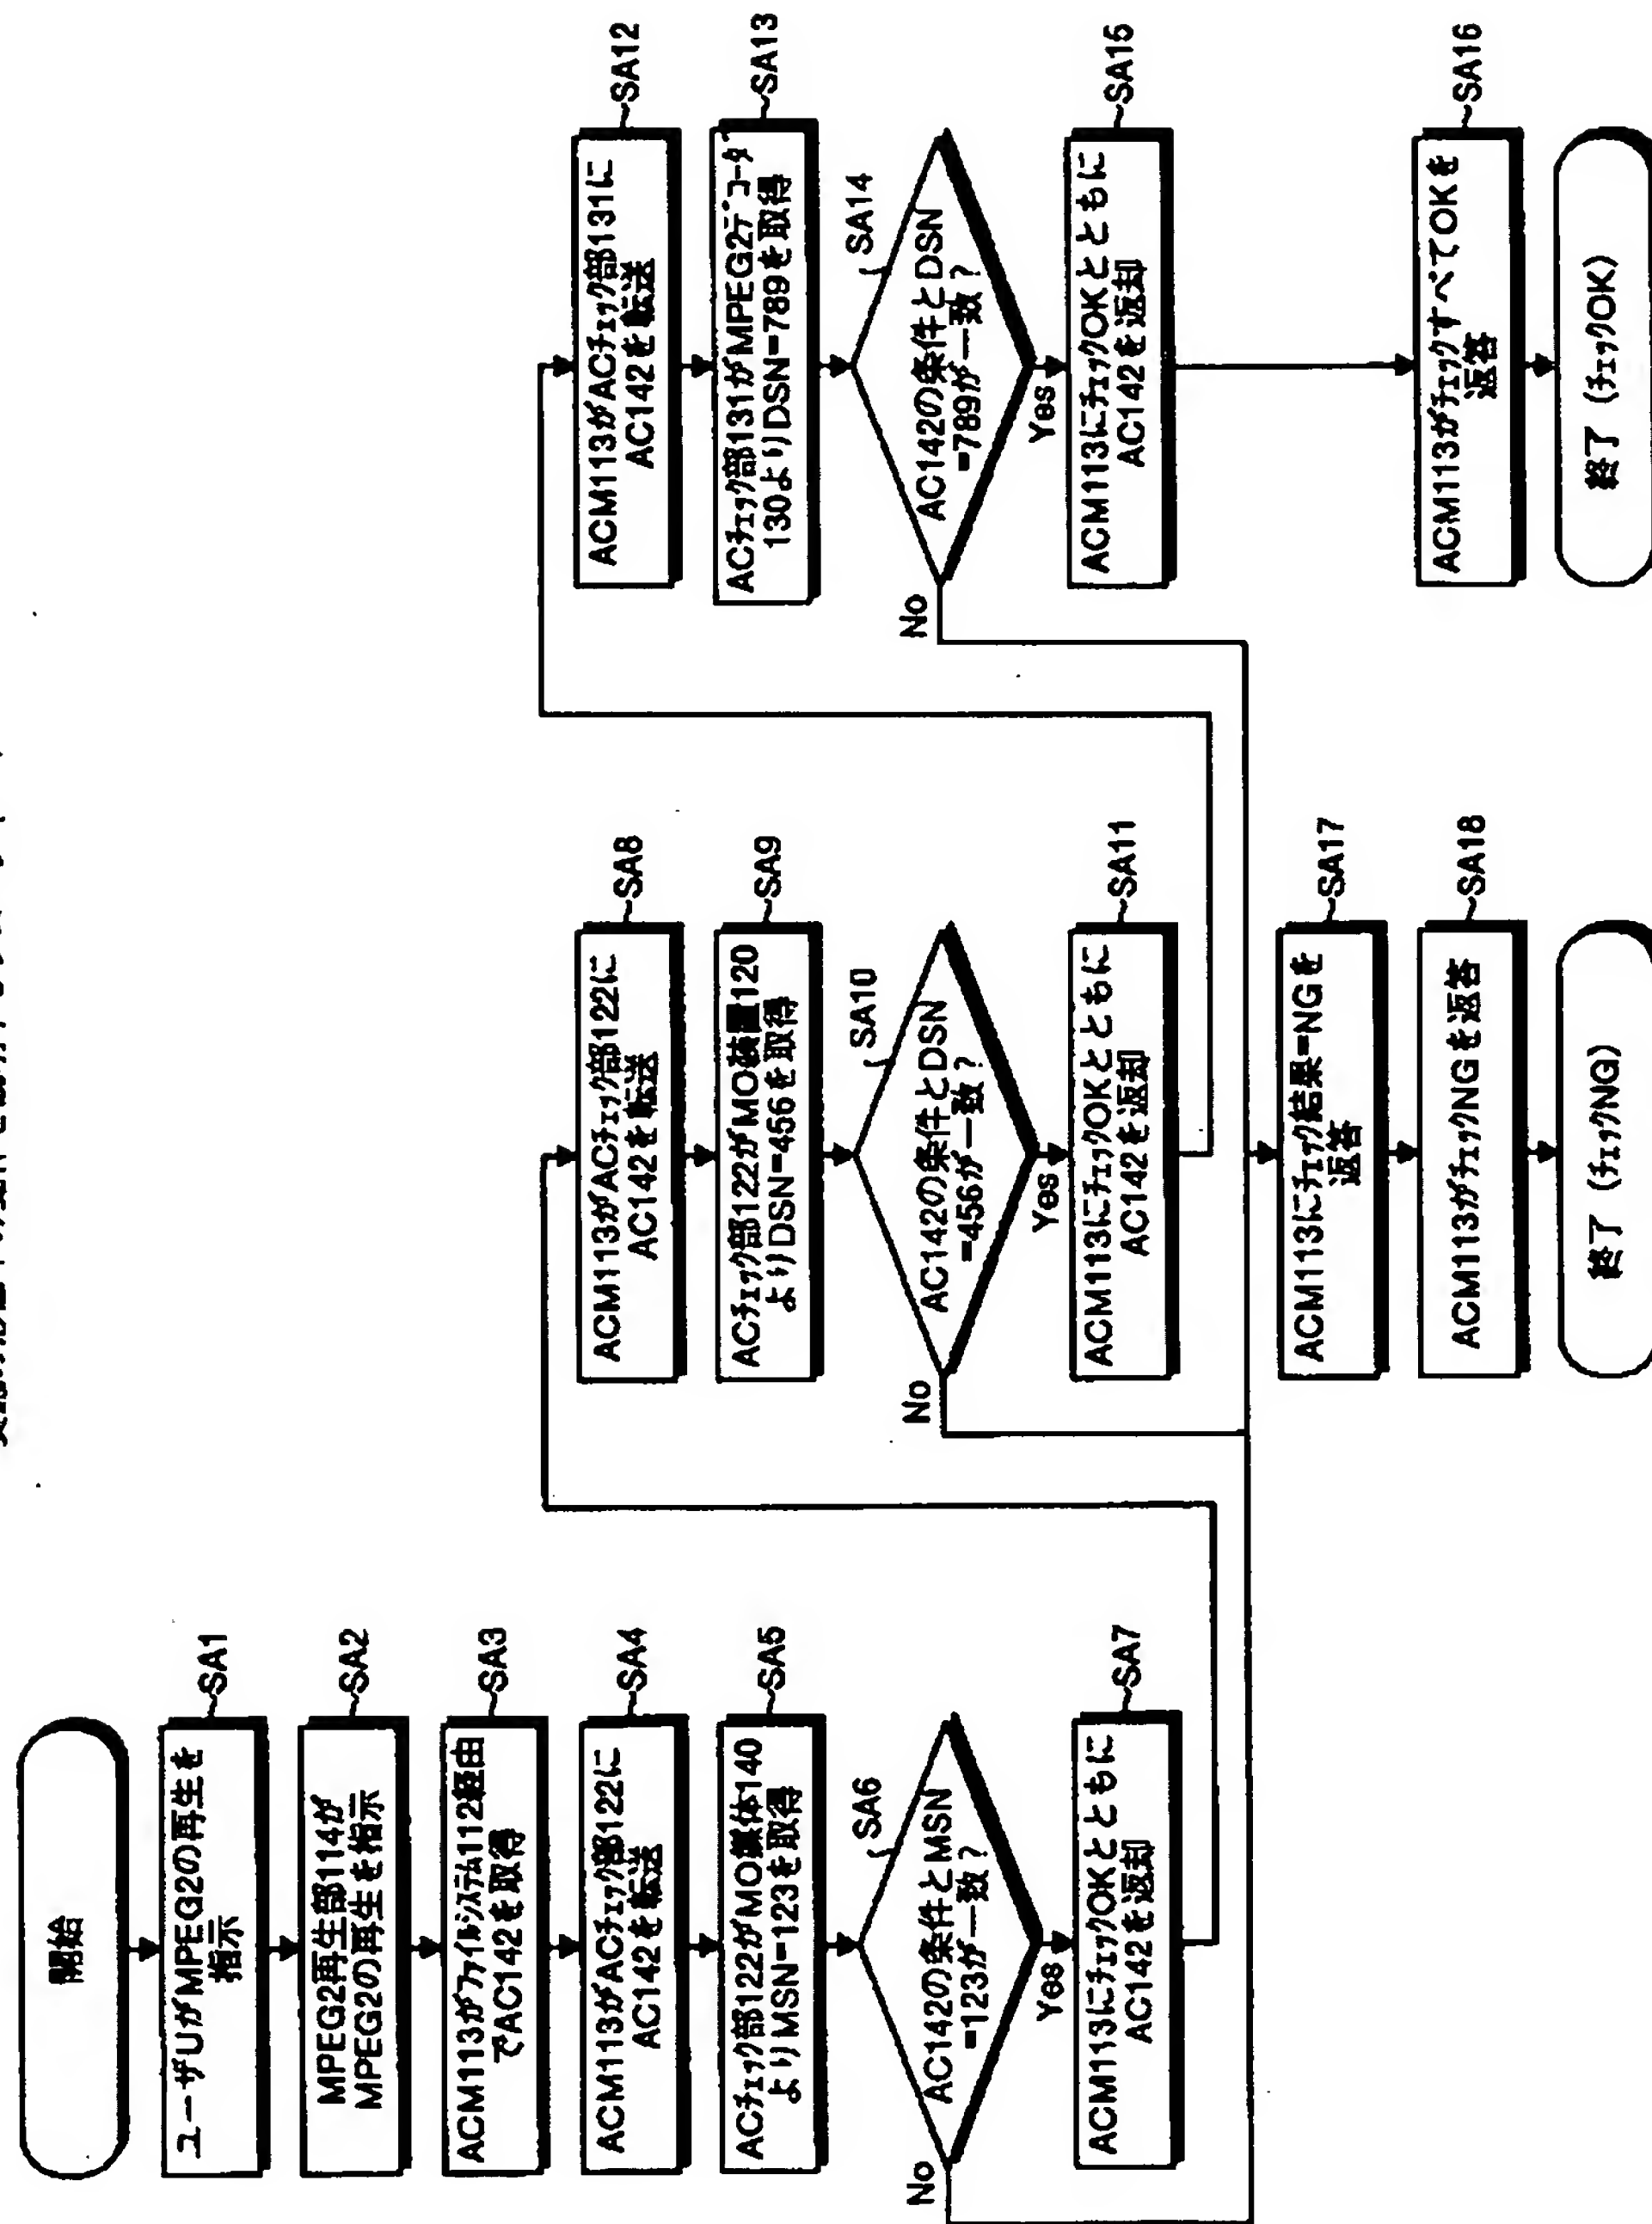 開始
ユーザUがMPEG2の再生を
指示
~SA1
MPEG2再生部114が
MPEG2の再生を指示
~SA2
ACM113がファイルシステム112経由
でAC142を取得
~SA3
ACM113がACチェック部122に
AC142を転送
~SA4
ACチェック部122がMO媒体140
よりMSN=123を取得
~SA5
SA6
AC142の条件とMSN
=123が一致?
No
Yes
ACM113にチェックOKとともに
AC142を返却
~SA7
ACM113がACチェック部122に
AC142を転送
~SA8
ACチェック部122がMO装置120
よりDSN=456を取得
~SA9
SA10
AC142の条件とDSN
=456が一致?
No
Yes
ACM113にチェックOKとともに
AC142を返却
~SA11
ACM113にチェック結果=NGを
返答
~SA17
ACM113がチェックNGを返答
~SA18
終了 (チェックNG)
ACM113がACチェック部131に
AC142を転送
~SA12
ACチェック部131がMPEG2デコーダ
130よりDSN=789を取得
~SA13
SA14
AC142の条件とDSN
=789が一致?
No
Yes
ACM113にチェックOKとともに
AC142を返却
~SA15
ACM113がチェックすべてOKを
返答
~SA16
終了 (チェックOK)